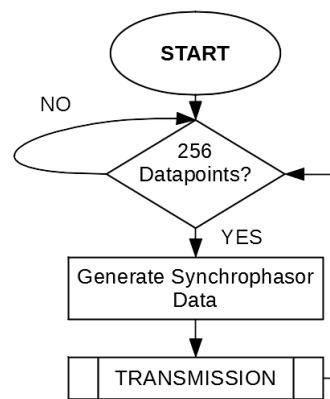 START
NO
256
Datapoints?
YES
Generate Synchrophasor
Data
TRANSMISSION